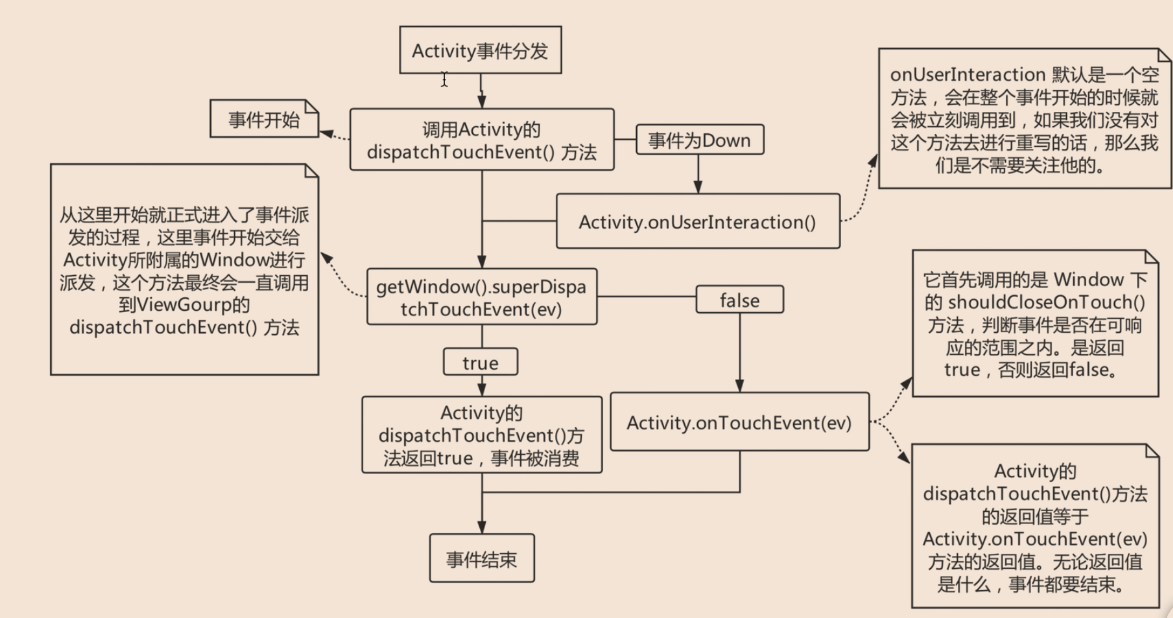 Activity事件分发
事件开始
调用Activity的
dispatchTouchEvent() 方法
事件为Down
onUserInteraction 默认是一个空
方法，会在整个事件开始的时候就
会被立刻调用到，如果我们没有对
这个方法去进行重写的话，那么我
们是不需要关注他的。
Activity.onUserInteraction()
从这里开始就正式进入了事件派
发的过程，这里事件开始交给
Activity所附属的Window进行
派发，这个方法最终会一直调用
到ViewGourp的
dispatchTouchEvent() 方法
getWindow().superDispa
tchTouchEvent(ev)
false
true
它首先调用的是 Window 下
的 shouldCloseOnTouch()
方法，判断事件是否在可响
应的范围之内。是返回
true，否则返回false。
Activity的
dispatchTouchEvent()方
法返回true，事件被消费
Activity.onTouchEvent(ev)
Activity的
dispatchTouchEvent()方法
的返回值等于
Activity.onTouchEvent(ev)
方法的返回值。无论返回值
是什么，事件都要结束。
事件结束